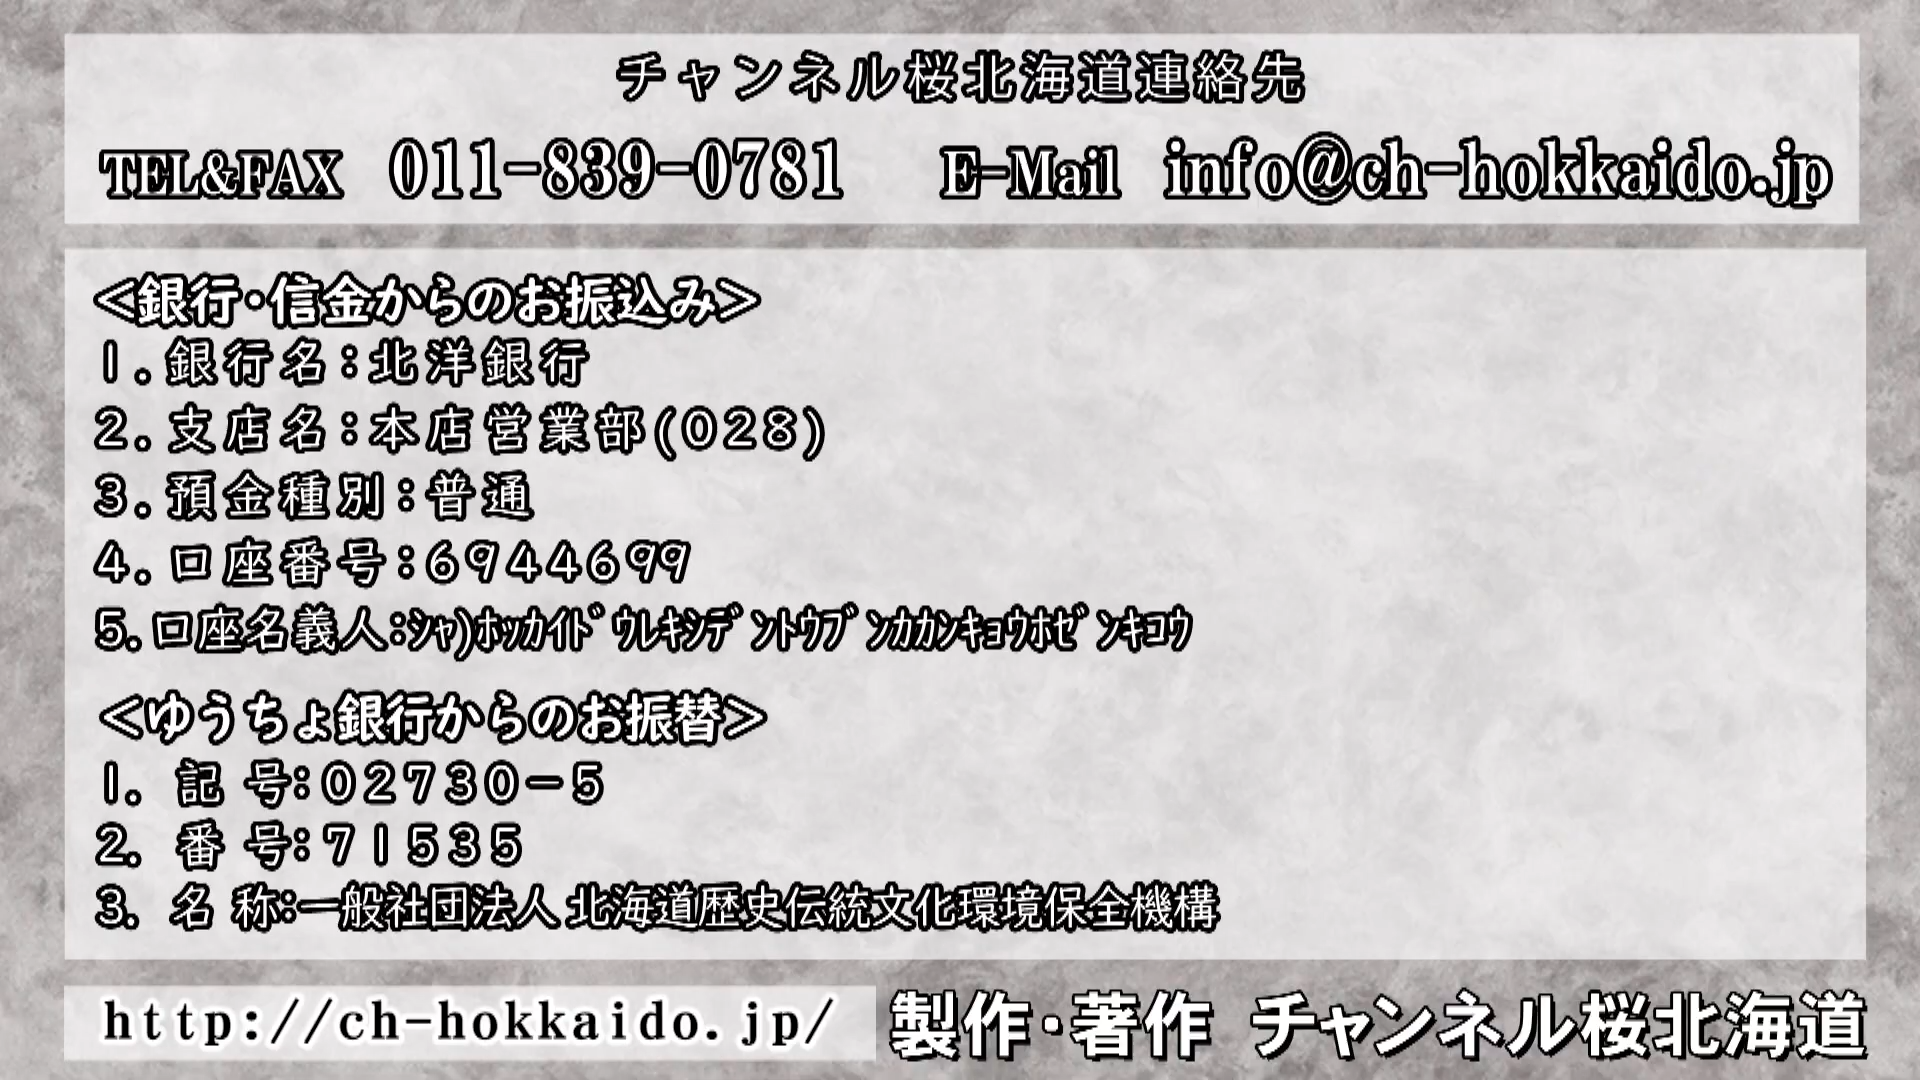 チャンネル桜北海道連絡先
TEL&FAX 011-839-0781 E-Mail info@ch-hokkaido.jp
＜銀行・信金からのお振込み＞
１．銀行名：北洋銀行
２．支店名：本店営業部(０２８)
３．預金種別：普通
４．口座番号：６９４４６９９
５．口座名義人：ｼｬ)ﾎｯｶｲﾄﾞｳﾚｷｼﾃﾞﾝﾄｳﾌﾞﾝｶｶﾝｷｮｳﾎｾﾞﾝｷｺｳ
＜ゆうちょ銀行からのお振替＞
１．記 号：０２７３０－５
２．番 号：７１５３５
３．名 称：一般社団法人 北海道歴史伝統文化環境保全機構
http://ch-hokkaido.jp/ 製作・著作 チャンネル桜北海道